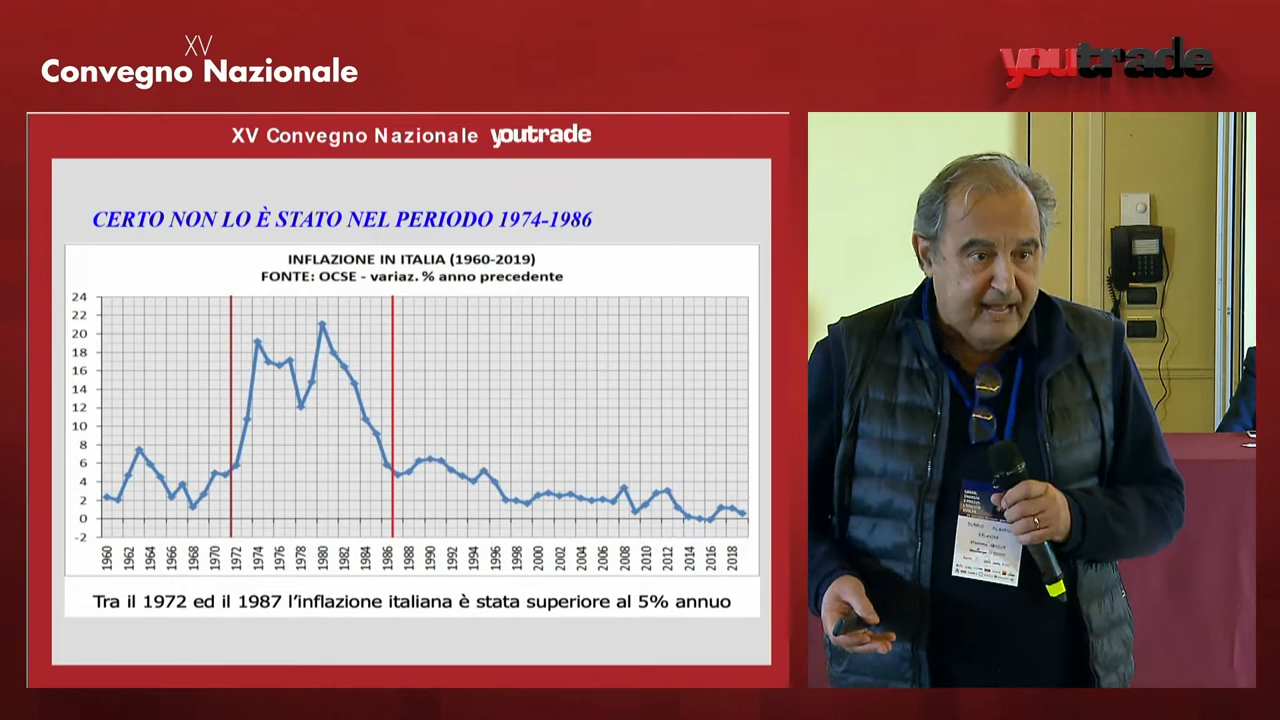 XV
Convegno Nazionale
youtrade
XV Convegno Nazionale youtrade
CERTO NON LO È STATO NEL PERIODO 1974-1986
INFLAZIONE IN ITALIA (1960-2019)
FONTE: OCSE - variaz. % anno precedente
24
22
20
18
16
14
12
10
8
6
4
2
0
-2
1960 1962 1964 1966 1968 1970 1972 1974 1976 1978 1980 1982 1984 1986 1988 1990 1992 1994 1996 1998 2000 2002 2004 2006 2008 2010 2012 2014 2016 2018
Tra il 1972 ed il 1987 l'inflazione italiana è stata superiore al 5% annuo